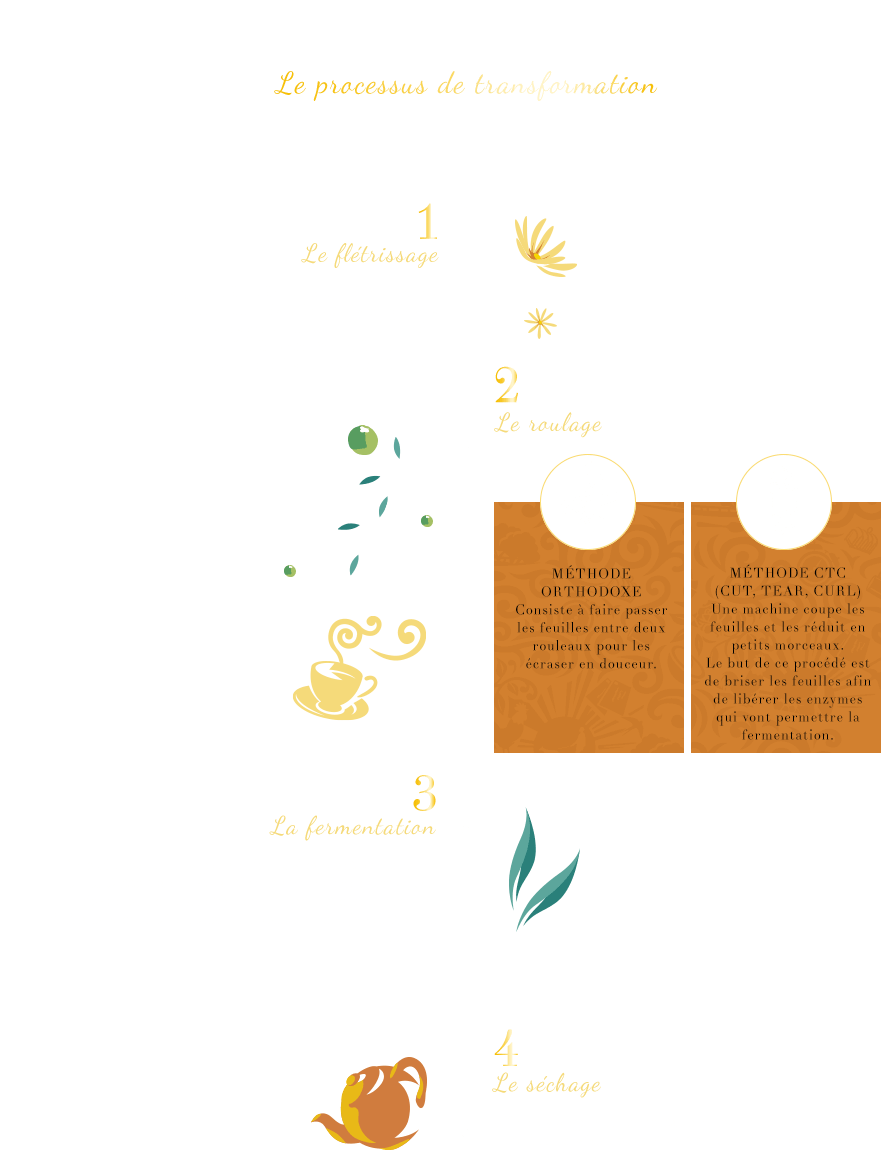 Le processus de transformation
1
Le flétrissage
2
Le roulage
MÉTHODE
ORTHODOXE
Consiste à faire passer
les feuilles entre deux
rouleaux pour les
écraser en douceur.
MÉTHODE CTC
(CUT, TEAR, CURL)
Une machine coupe les
feuilles et les réduit en
petits morceaux.
Le but de ce procédé est
de briser les feuilles afin
de libérer les enzymes
qui vont permettre la
fermentation.
3
La fermentation
4
Le séchage